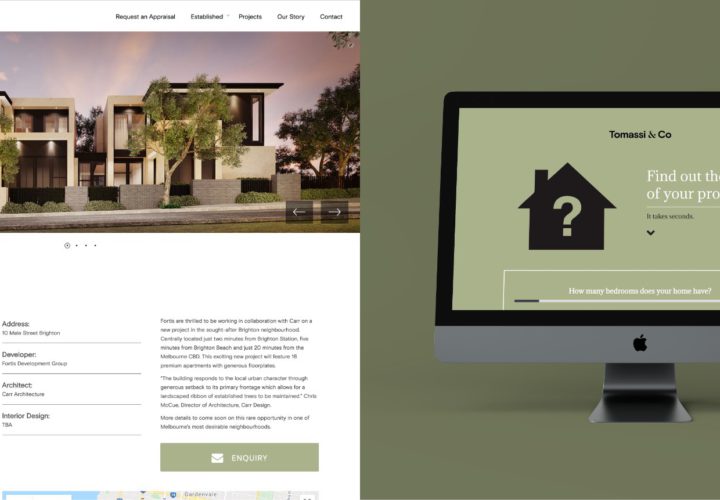 Request an Appraisal Established Projects Our Story Contact
Address:
10 Male Street Brighton
Developer:
Fortis Development Group
Architect:
Carr Architecture
Interior Design:
TBA
Fortis are thrilled to be working in collaboration with Carr on a
new project in the sought-after Brighton neighbourhood.
Centrally located just two minutes from Brighton Station, five
minutes from Brighton Beach and just 20 minutes from the
Melbourne CBD. This exciting new project will feature 18
premium apartments with generous floorplates.
"The building responds to the local urban character through
generous setback to its primary frontage which allows for a
landscaped ribbon of established trees to be maintained." Chris
McCue, Director of Architecture, Carr Design.
More details to come soon on this rare opportunity in one of
Melbourne's most desirable neighbourhoods.
ENQUIRY
Gardenvale
Tomassi & Co
?
Find out the
of your pro
It takes seconds.
How many bedrooms does your home have?